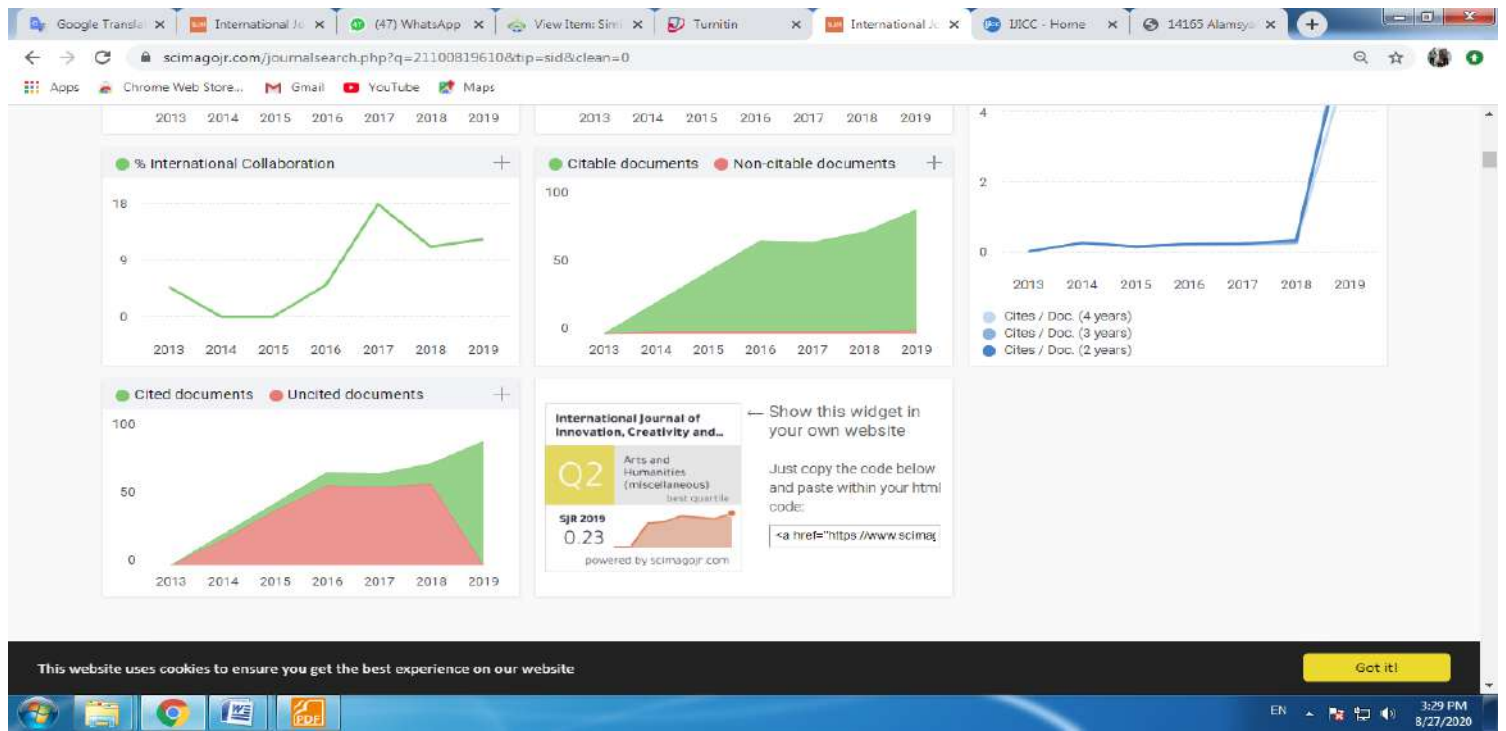 Google Transla
International Jo
(47) WhatsApp
View Item: Simi
Turnitin
International Jo
IJICC - Home
14165 Alamsya
scimagojr.com/journalsearch.php?q=21100819610&tip=sid&clean=0
Apps Chrome Web Store... Gmail YouTube Maps
2013 2014 2015 2016 2017 2018 2019
2013 2014 2015 2016 2017 2018 2019
% International Collaboration
18
9
0
2013 2014 2015 2016 2017 2018 2019
Citable documents Non-citable documents
100
50
0
2013 2014 2015 2016 2017 2018 2019
4
2
0
2013 2014 2015 2016 2017 2018 2019
Cites / Doc. (4 years)
Cites / Doc. (3 years)
Cites / Doc. (2 years)
Cited documents Uncited documents
100
50
0
2013 2014 2015 2016 2017 2018 2019
International Journal of
Innovation, Creativity and...
Q2
Arts and
Humanities
(miscellaneous)
best quartile
SJR 2019
0.23
powered by scimagojr.com
← Show this widget in
your own website
Just copy the code below
and paste within your html
code:
<a href="https://www.scimag
This website uses cookies to ensure you get the best experience on our website
Got it!
PDF
EN
3:29 PM
8/27/2020